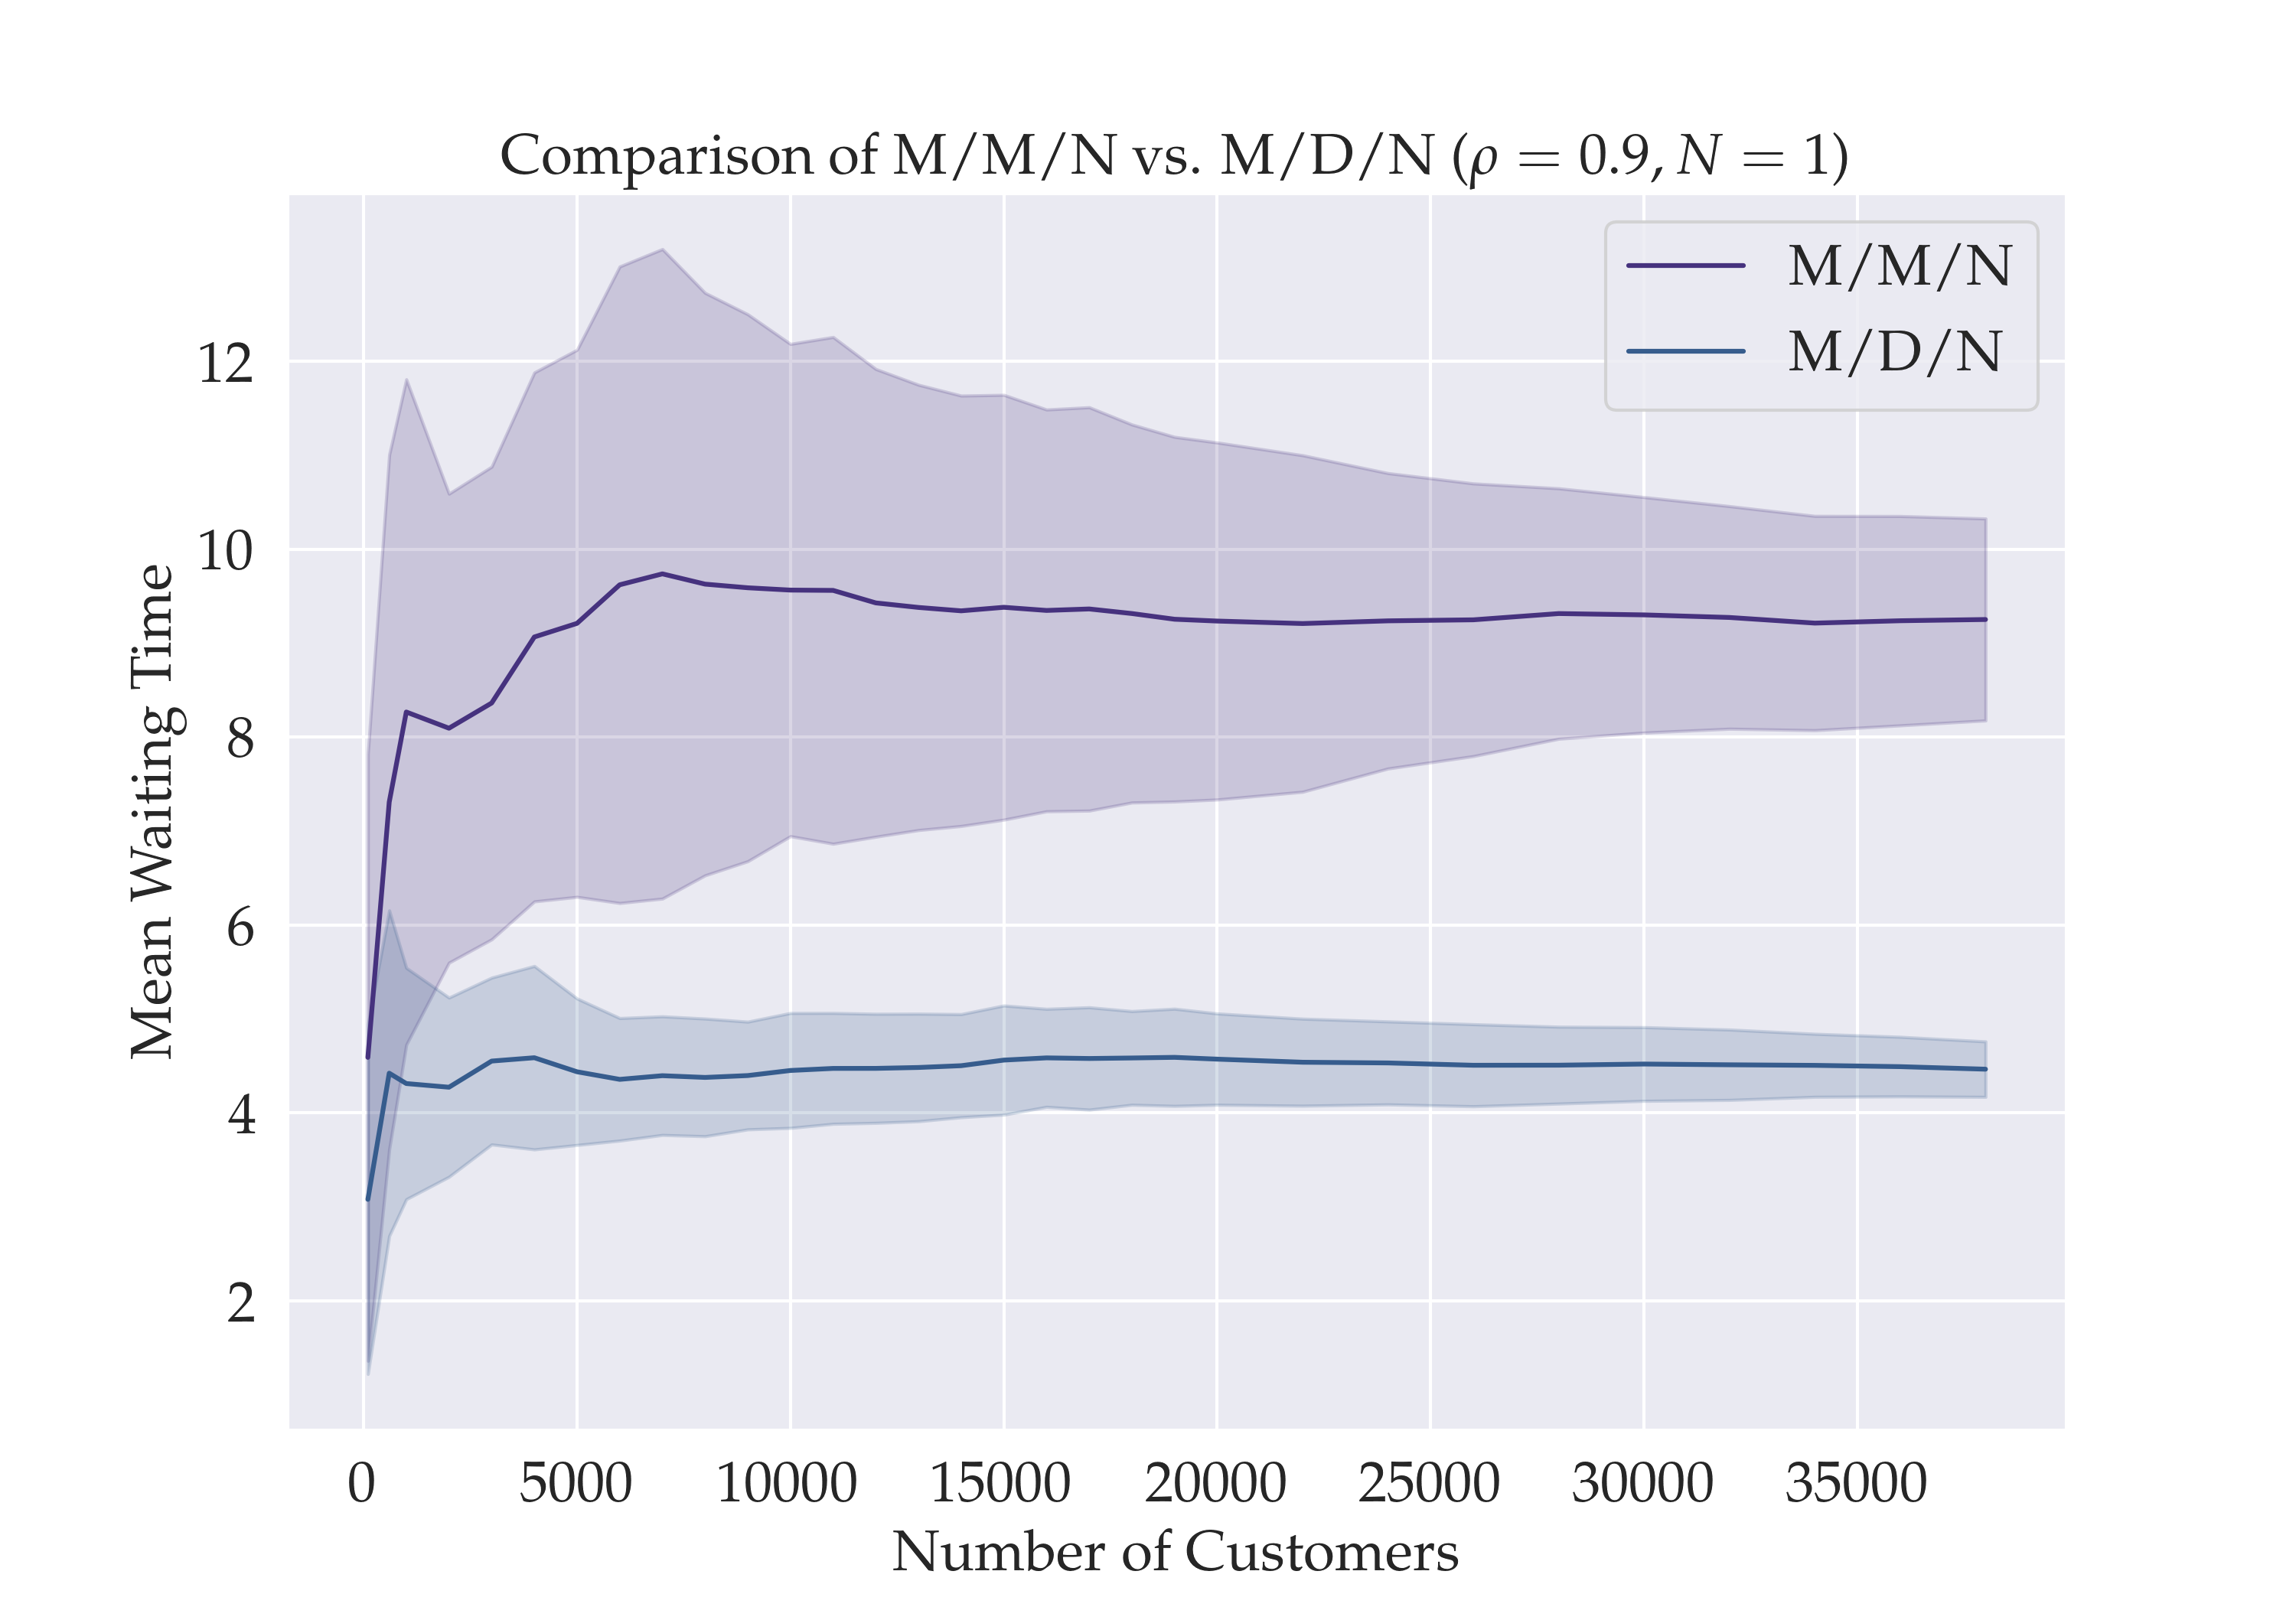 Comparison of M/M/N vs. M/D/N (ρ = 0.9, N = 1)
M/M/N
M/D/N
Mean Waiting Time
12
10
8
6
4
2
0 5000 10000 15000 20000 25000 30000 35000
Number of Customers